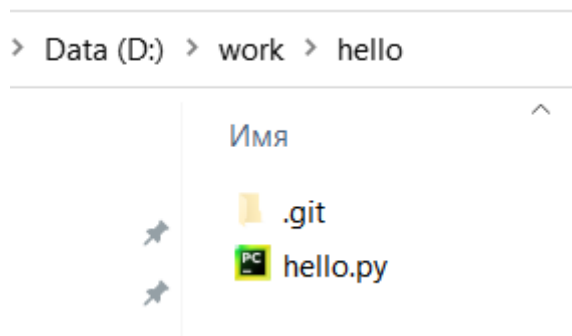 > Data (D:) > work > hello
Имя
.git
PC
hello.py